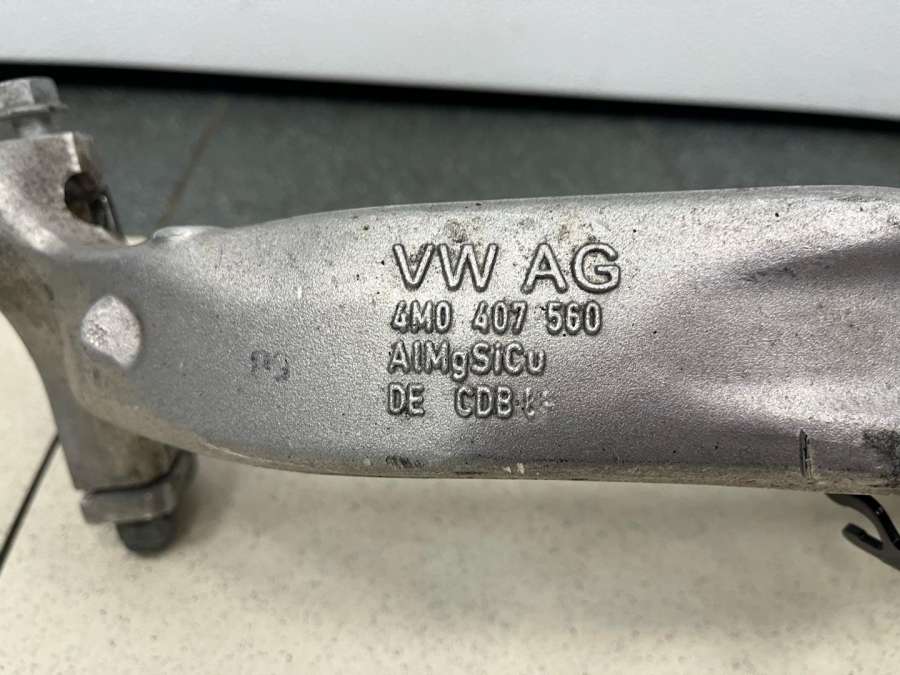 VW AG
4M0 407 560
AlMgSiCu
DE CDB